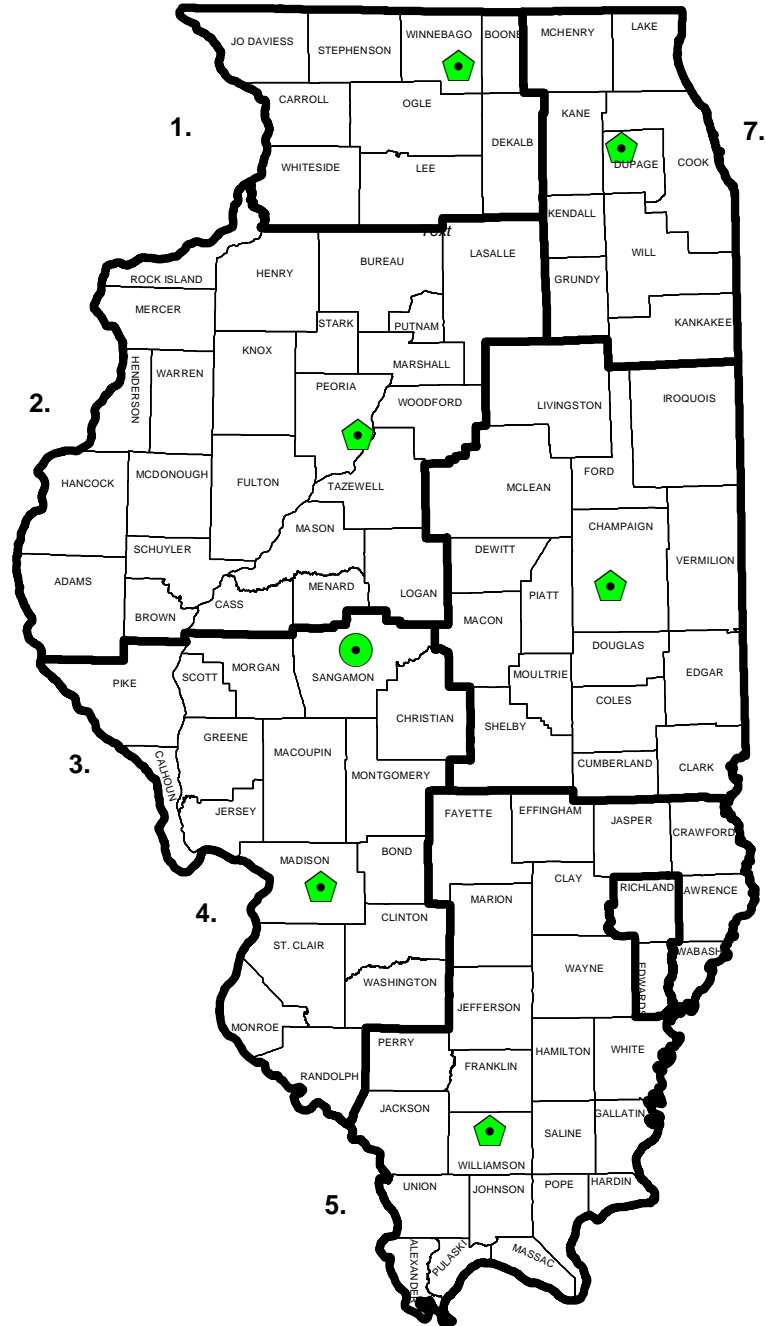 JO DAVIESS
STEPHENSON
WINNEBAGO
BOONE
MCHENRY
LAKE
CARROLL
OGLE
KANE
1.
7.
DEKALB
DUPAGE
COOK
WHITESIDE
LEE
KENDALL
Text
LASALLE
WILL
BUREAU
HENRY
ROCK ISLAND
GRUNDY
MERCER
STARK
PUTNAM
KANKAKEE
KNOX
MARSHALL
HENDERSON
WARREN
PEORIA
WOODFORD
2.
LIVINGSTON
IROQUOIS
HANCOCK
MCDONOUGH
FULTON
TAZEWELL
MCLEAN
FORD
MASON
CHAMPAIGN
SCHUYLER
DEWITT
VERMILION
ADAMS
MENARD
LOGAN
PIATT
CASS
BROWN
MACON
DOUGLAS
MORGAN
SANGAMON
MOULTRIE
EDGAR
PIKE
SCOTT
COLES
CHRISTIAN
SHELBY
GREENE
MACOUPIN
3.
CALHOUN
MONTGOMERY
CUMBERLAND
CLARK
JERSEY
FAYETTE
EFFINGHAM
JASPER
CRAWFORD
MADISON
BOND
CLAY
RICHLAND
LAWRENCE
4.
MARION
CLINTON
ST. CLAIR
WABASH
WAYNE
EDWARDS
WASHINGTON
JEFFERSON
MONROE
PERRY
HAMILTON
WHITE
FRANKLIN
RANDOLPH
JACKSON
GALLATIN
SALINE
WILLIAMSON
5.
UNION
JOHNSON
POPE
HARDIN
ALEXANDER
PULASKI
MASSAC